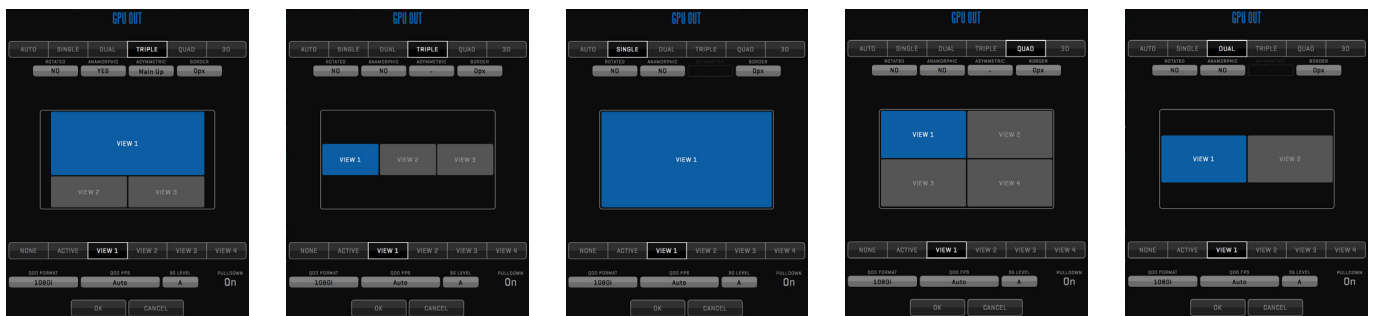 GPU OUT
AUTO SINGLE DUAL TRIPLE QUAD 3D
ROTATED ANAMORPHIC ASYMMETRIC BORDER
NO YES Main Up 0px
VIEW 1
VIEW 2 VIEW 3
NONE ACTIVE VIEW 1 VIEW 2 VIEW 3 VIEW 4
QDD FORMAT QDD FPS 3G LEVEL PULLDOWN
1080i Auto A On
OK CANCEL
GPU OUT
AUTO SINGLE DUAL TRIPLE QUAD 3D
ROTATED ANAMORPHIC ASYMMETRIC BORDER
NO NO - 0px
VIEW 1 VIEW 2 VIEW 3
NONE ACTIVE VIEW 1 VIEW 2 VIEW 3 VIEW 4
QDD FORMAT QDD FPS 3G LEVEL PULLDOWN
1080i Auto A On
OK CANCEL
GPU OUT
AUTO SINGLE DUAL TRIPLE QUAD 3D
ROTATED ANAMORPHIC BORDER
NO NO 0px
VIEW 1
NONE ACTIVE VIEW 1 VIEW 2 VIEW 3 VIEW 4
QDD FORMAT QDD FPS 3G LEVEL PULLDOWN
1080i Auto A On
OK CANCEL
GPU OUT
AUTO SINGLE DUAL TRIPLE QUAD 3D
ROTATED ANAMORPHIC ASYMMETRIC BORDER
NO NO - 0px
VIEW 1 VIEW 2
VIEW 3 VIEW 4
NONE ACTIVE VIEW 1 VIEW 2 VIEW 3 VIEW 4
QDD FORMAT QDD FPS 3G LEVEL PULLDOWN
1080i Auto A On
OK CANCEL
GPU OUT
AUTO SINGLE DUAL TRIPLE QUAD 3D
ROTATED ANAMORPHIC BORDER
NO NO 0px
VIEW 1 VIEW 2
NONE ACTIVE VIEW 1 VIEW 2 VIEW 3 VIEW 4
QDD FORMAT QDD FPS 3G LEVEL PULLDOWN
1080i Auto A On
OK CANCEL